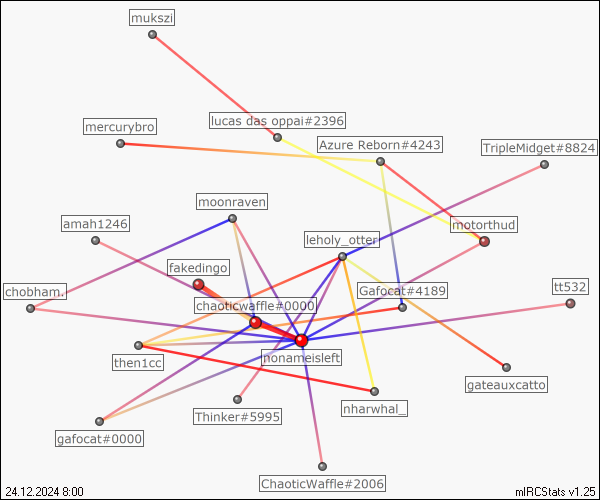 mukszi
lucas das oppai#2396
mercurybro
Azure Reborn#4243
TripleMidget#8824
moonraven
amah1246
motorthud
leholy_otter
fakedingo
chobham.
Gafocat#4189
tt532
chaoticwaffle#0000
nonameisleft
then1cc
gateauxcatto
nharwhal_
Thinker#5995
gafocat#0000
ChaoticWaffle#2006
24.12.2024 8:00
mIRCStats v1.25